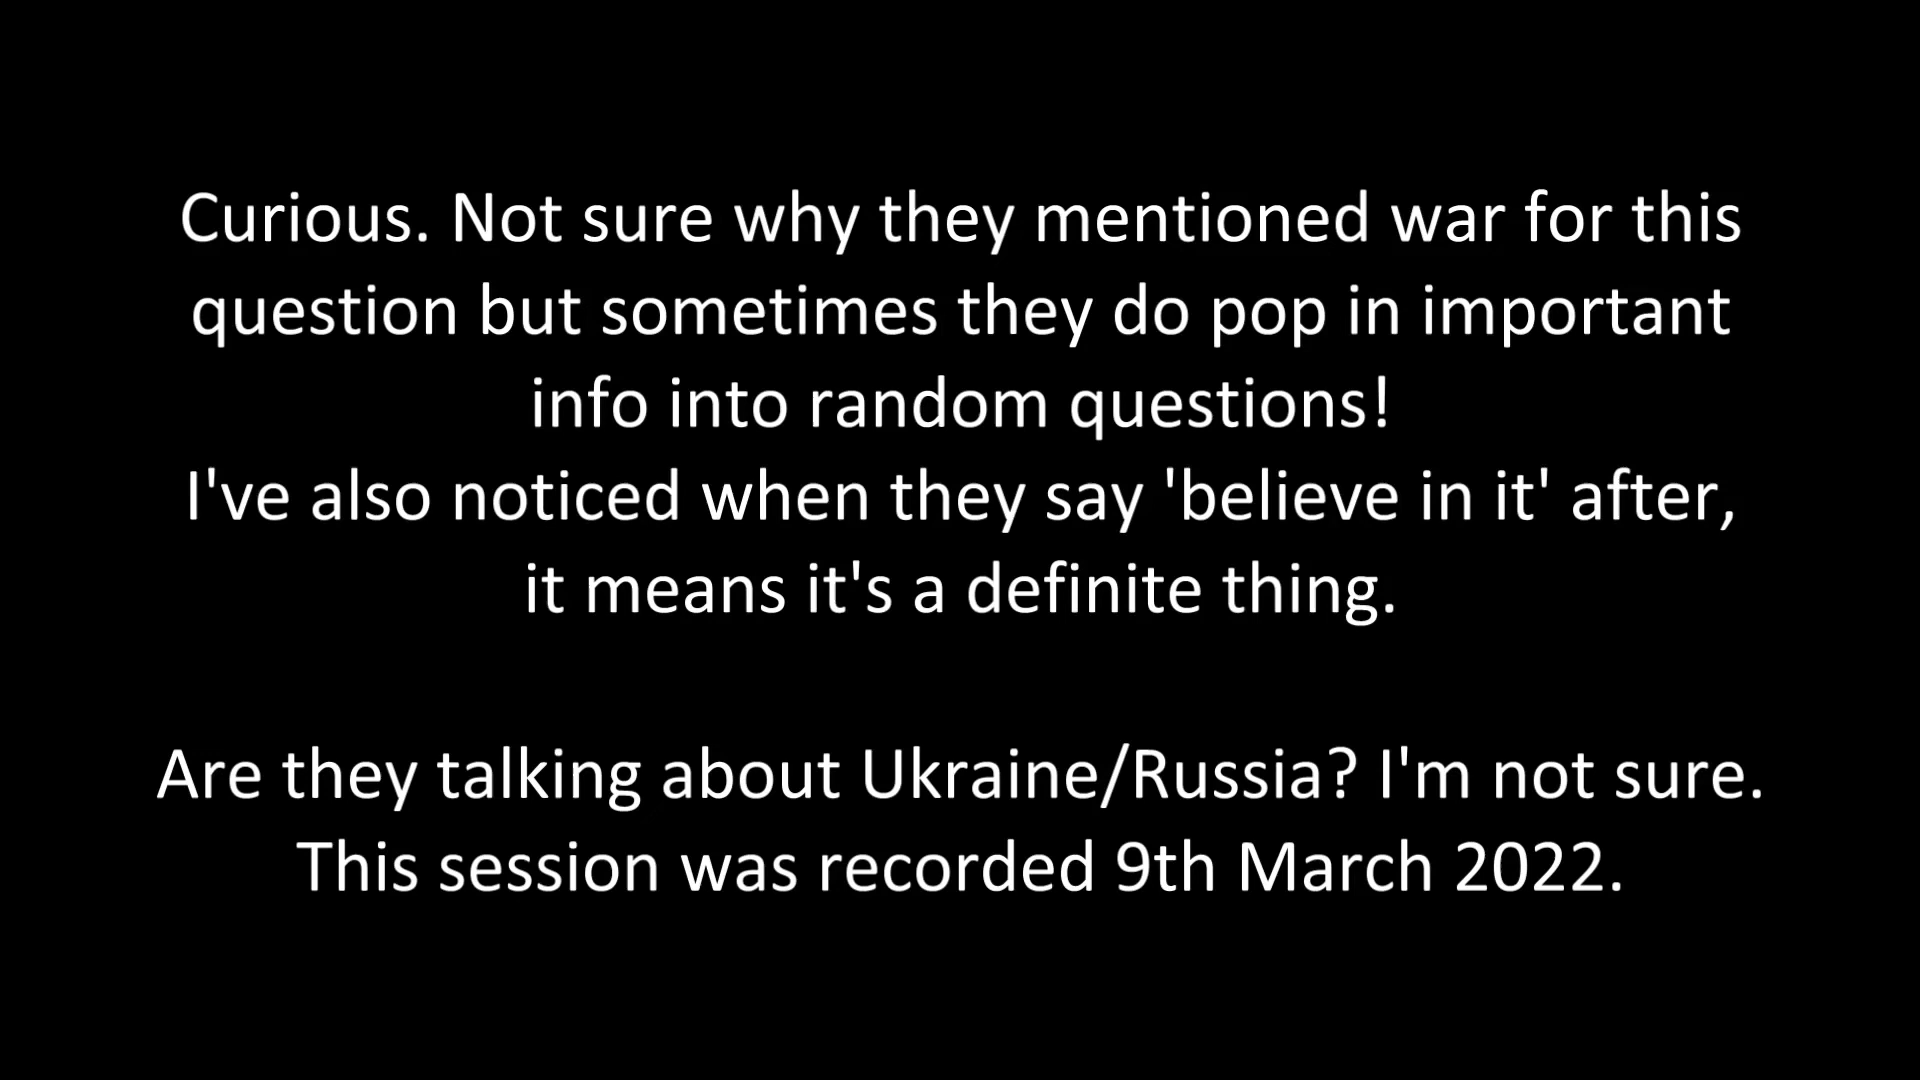 Curious. Not sure why they mentioned war for this
question but sometimes they do pop in important
info into random questions!
I've also noticed when they say 'believe in it' after,
it means it's a definite thing.
Are they talking about Ukraine/Russia? I'm not sure.
This session was recorded 9th March 2022.